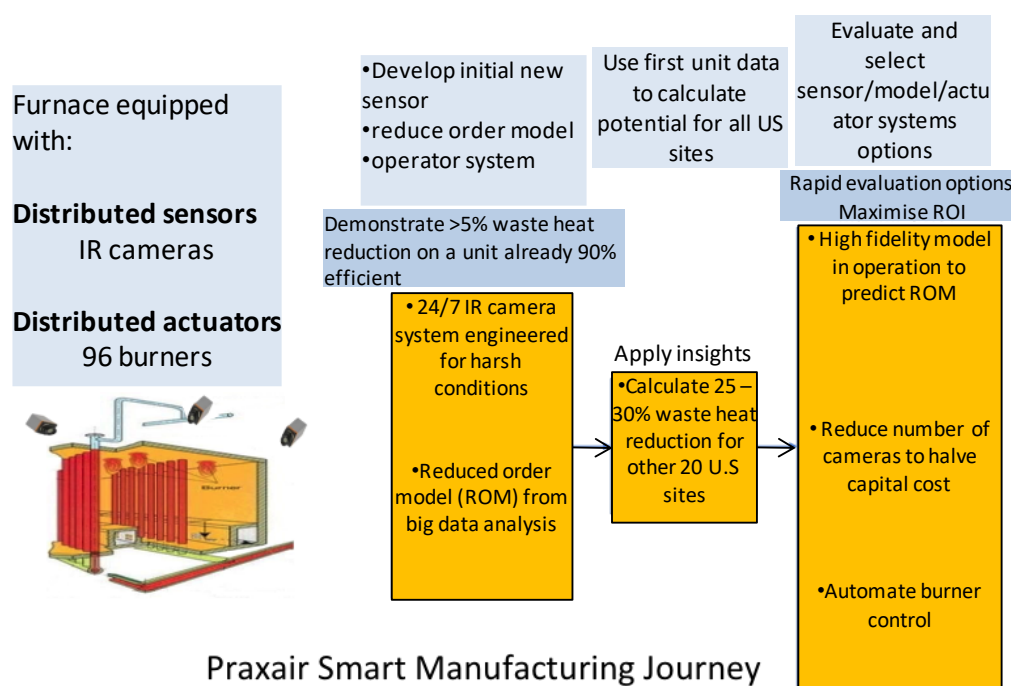 Furnace equipped
with:
Distributed sensors
IR cameras
Distributed actuators
96 burners
Burner
•Develop initial new
sensor
•reduce order model
•operator system
Demonstrate >5% waste heat
reduction on a unit already 90%
efficient
• 24/7 IR camera
system engineered
for harsh
conditions
•Reduced order
model (ROM) from
big data analysis
Use first unit data
to calculate
potential for all US
sites
Apply insights
•Calculate 25 –
30% waste heat
reduction for
other 20 U.S
sites
Evaluate and
select
sensor/model/actu
ator systems
options
Rapid evaluation options
Maximise ROI
• High fidelity model
in operation to
predict ROM
•Reduce number of
cameras to halve
capital cost
•Automate burner
control
Praxair Smart Manufacturing Journey